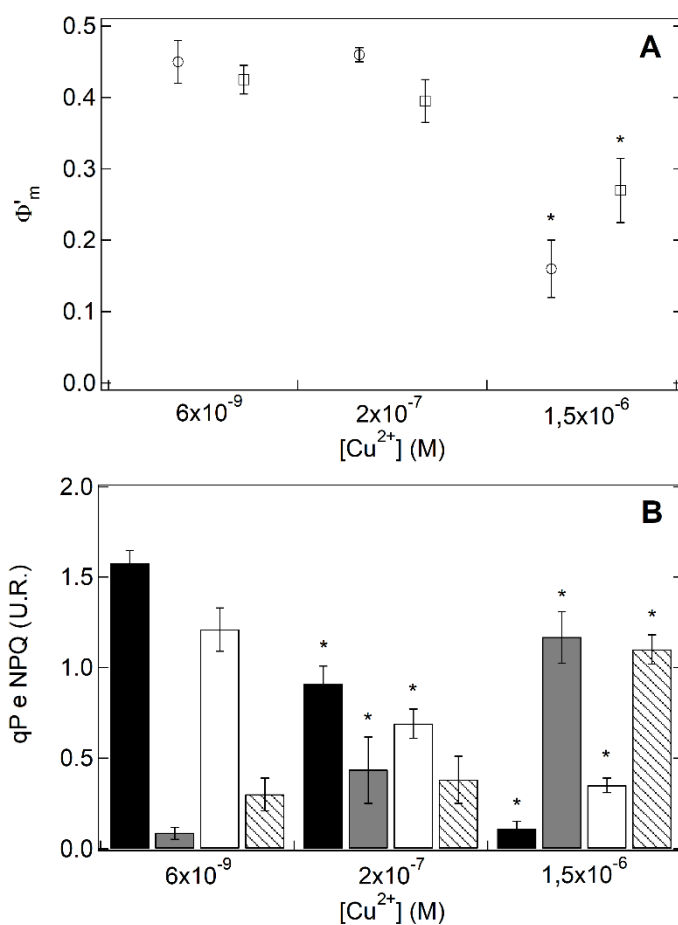 A
0.5
0.4
0.3
0.2
0.1
0.0
Φ'm
* *
6x10⁻⁹ 2x10⁻⁷ 1,5x10⁻⁶
[Cu²⁺] (M)
B
2.0
1.5
1.0
0.5
0.0
qP e NPQ (U.R.)
* * * * * * *
6x10⁻⁹ 2x10⁻⁷ 1,5x10⁻⁶
[Cu²⁺] (M)